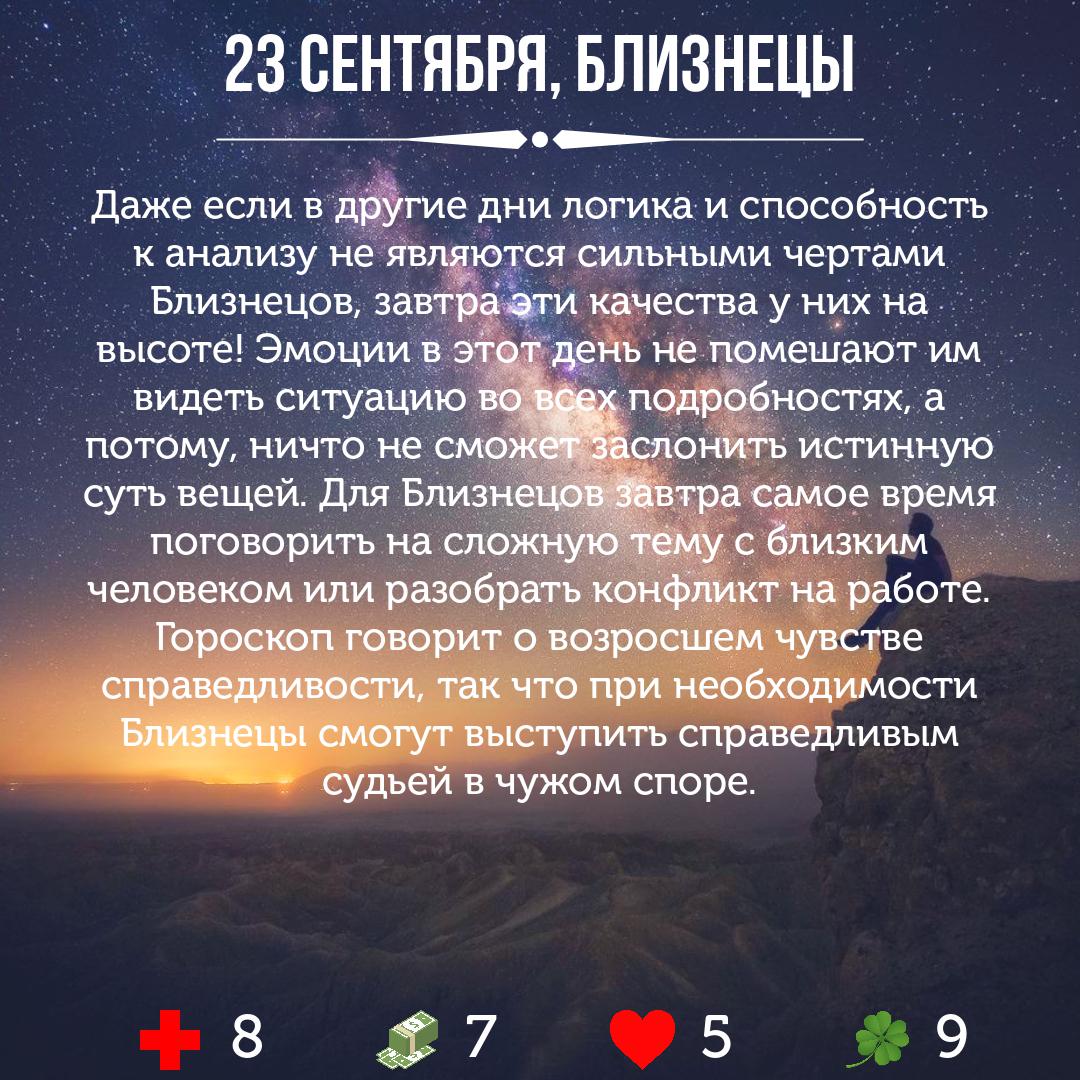 23 СЕНТЯБРЯ, БЛИЗНЕЦЫ
Даже если в другие дни логика и способность
к анализу не являются сильными чертами
Близнецов, завтра эти качества у них на
высоте! Эмоции в этот день не помешают им
видеть ситуацию во всех подробностях, а
потому, ничто не сможет заслонить истинную
суть вещей. Для Близнецов завтра самое время
поговорить на сложную тему с близким
человеком или разобрать конфликт на работе.
Гороскоп говорит о возросшем чувстве
справедливости, так что при необходимости
Близнецы смогут выступить справедливым
судьей в чужом споре.
8 7 5 9